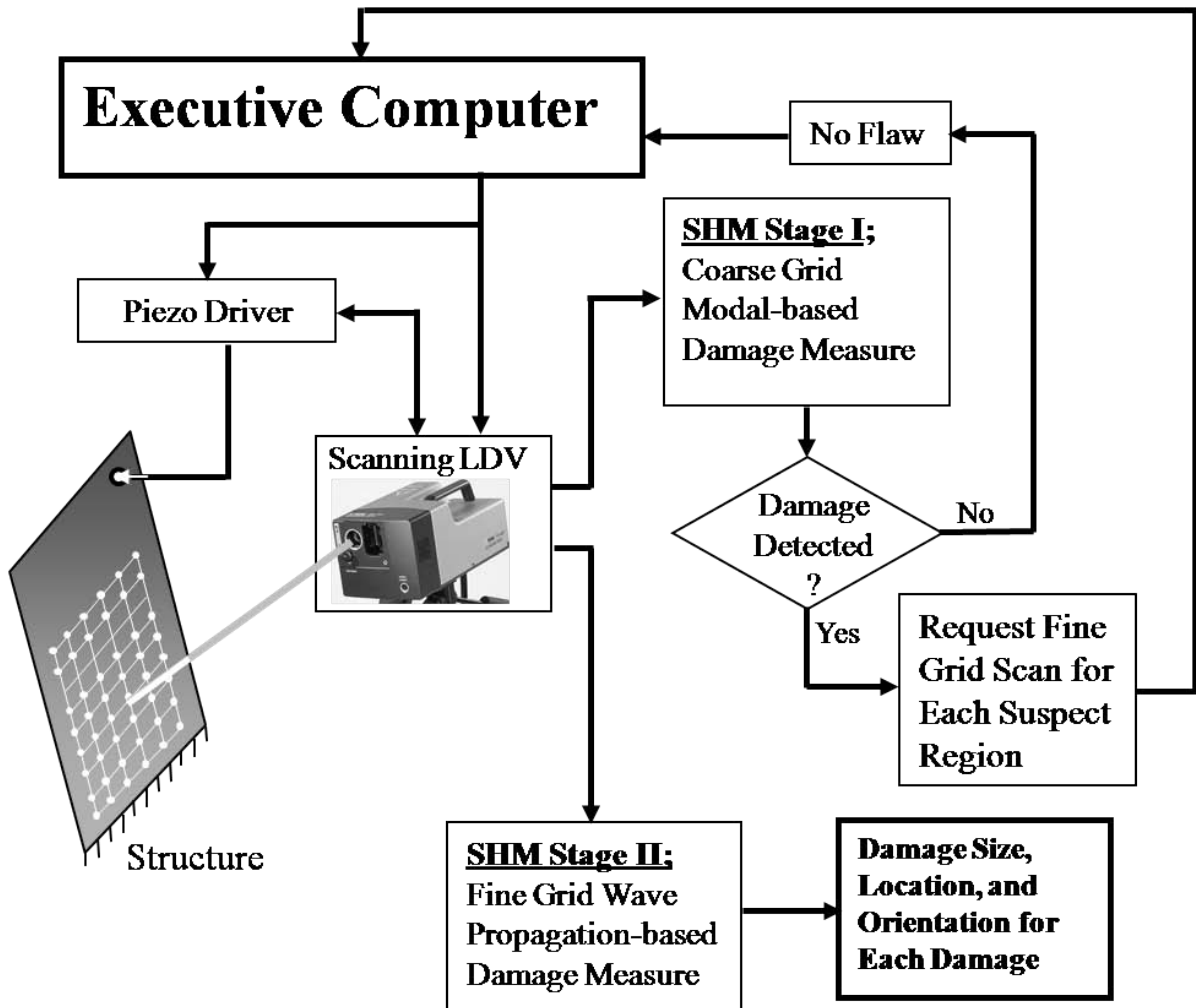 Executive Computer
No Flaw
SHM Stage I;
Coarse Grid
Modal-based
Damage Measure
Piezo Driver
Scanning LDV
Damage
Detected
?
No
Yes
Request Fine
Grid Scan for
Each Suspect
Region
Structure
SHM Stage II;
Fine Grid Wave
Propagation-based
Damage Measure
Damage Size,
Location, and
Orientation for
Each Damage